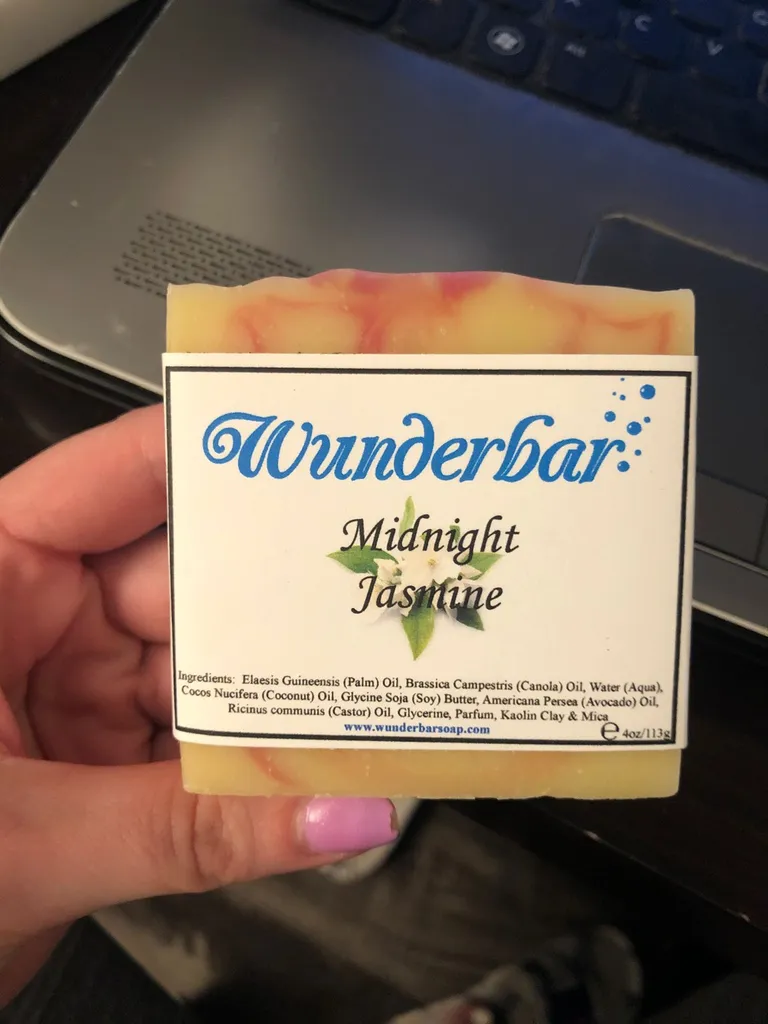 C
V
Alt
Wunderbar
Midnight
Jasmine
Ingredients: Elaesis Guineensis (Palm) Oil, Brassica Campestris (Canola) Oil, Water (Aqua),
Cocos Nucifera (Coconut) Oil, Glycine Soja (Soy) Butter, Americana Persea (Avocado) Oil,
Ricinus communis (Castor) Oil, Glycerine, Parfum, Kaolin Clay & Mica
www.wunderbarsoap.com
e 4oz/113g